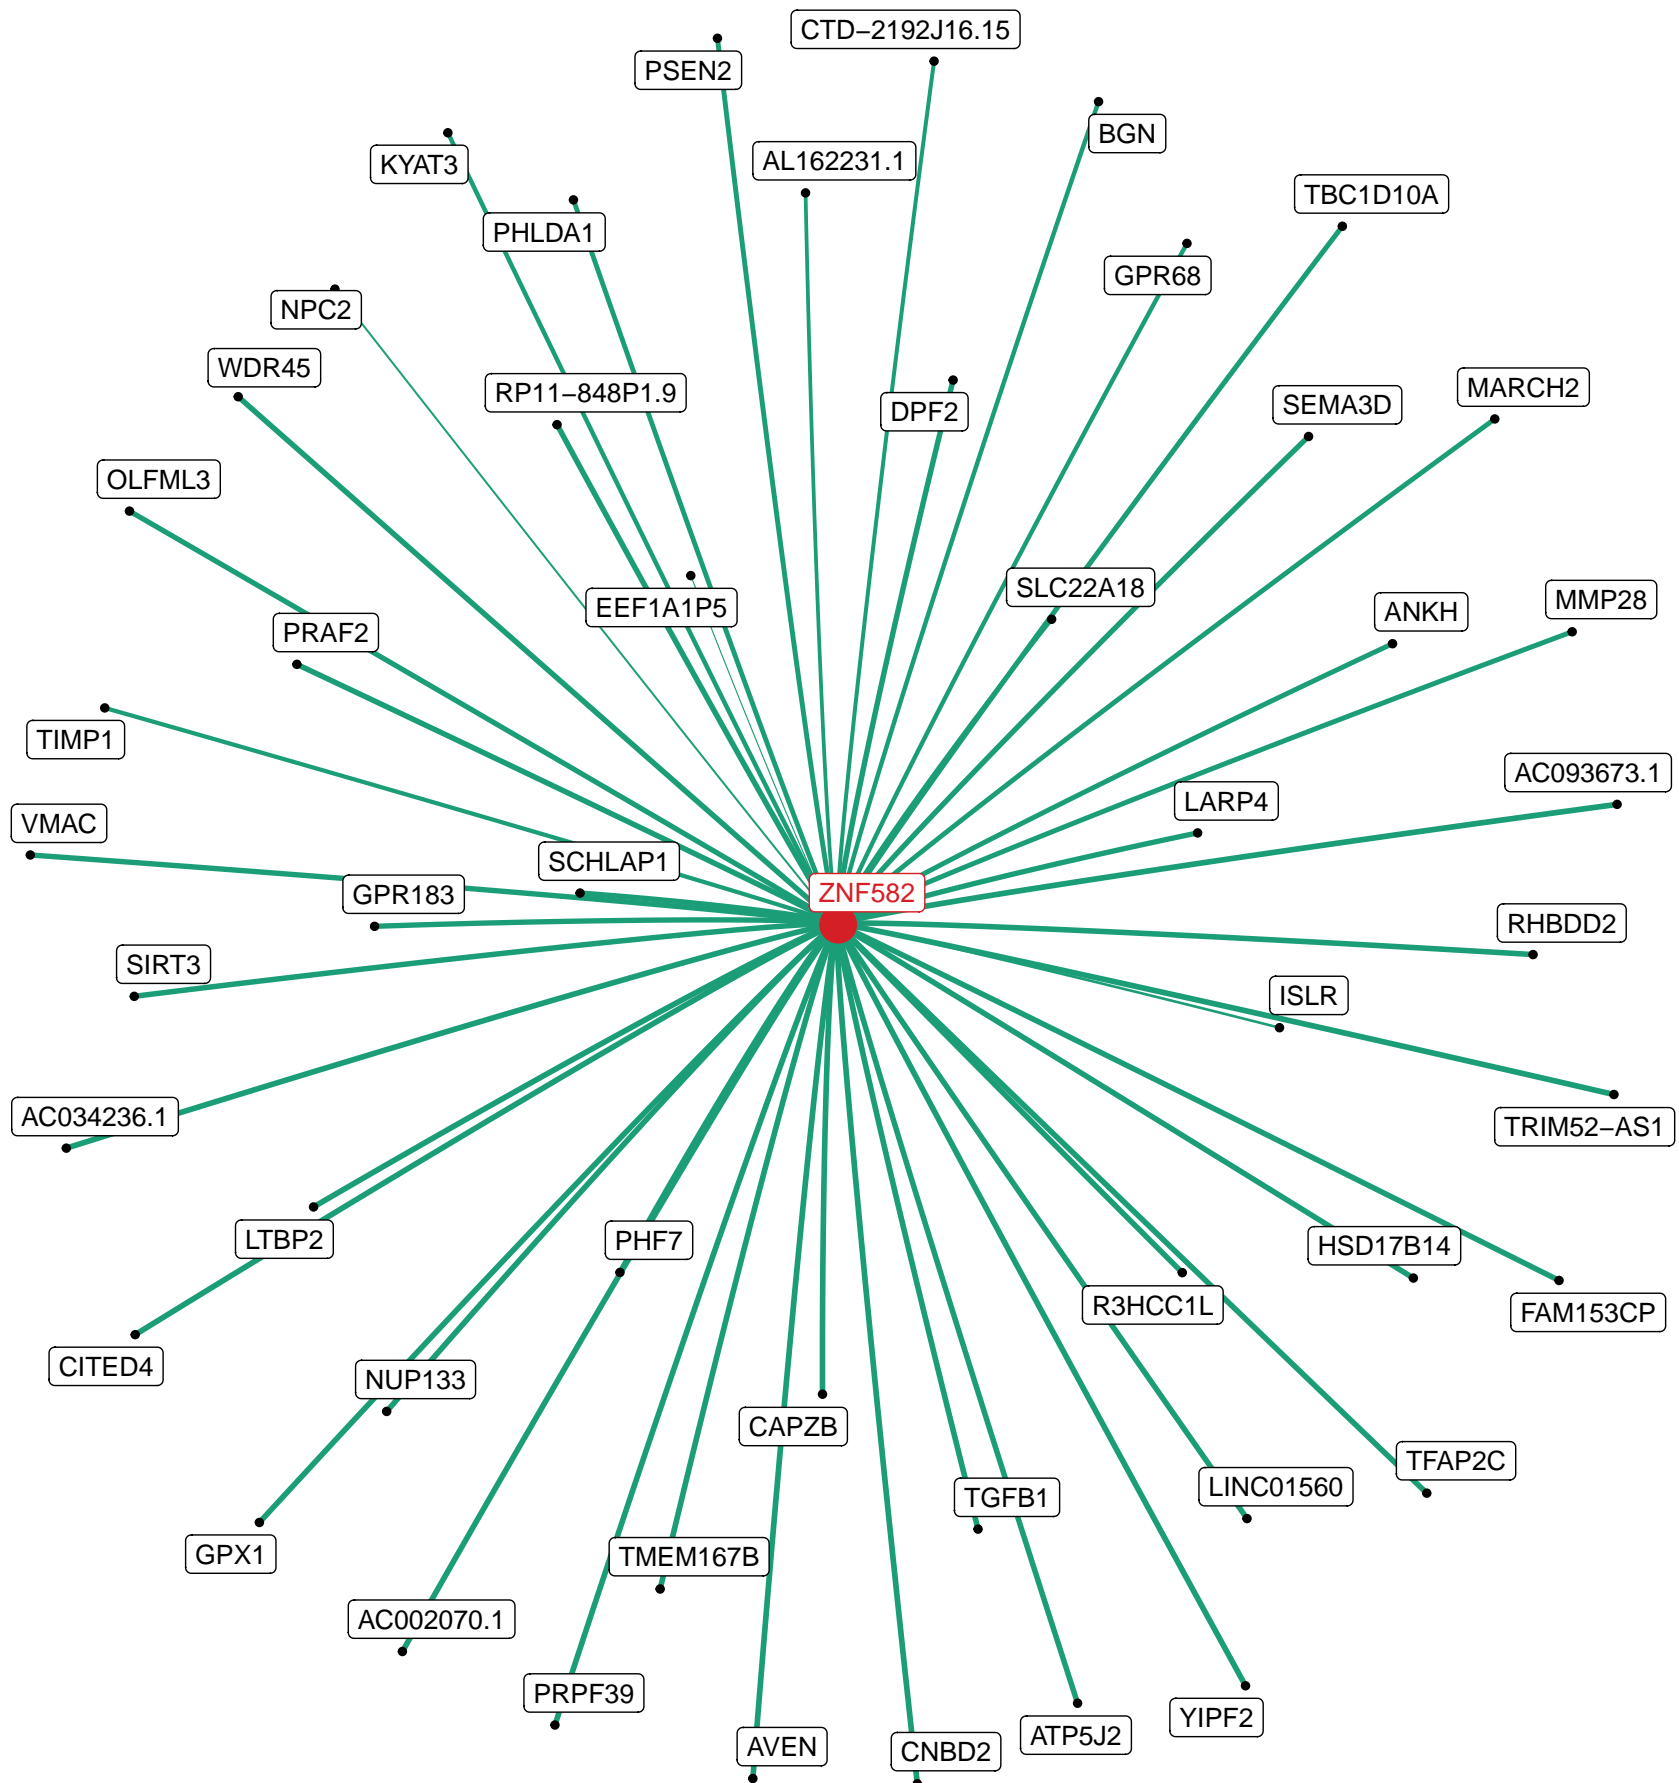 CTD−2192J16.15
PSEN2
BGN
AL162231.1
KYAT3
TBC1D10A
PHLDA1
GPR68
NPC2
WDR45
RP11−848P1.9
MARCH2
SEMA3D
DPF2
OLFML3
SLC22A18
MMP28
EEF1A1P5
ANKH
PRAF2
TIMP1
AC093673.1
LARP4
VMAC
SCHLAP1
GPR183
ZNF582
RHBDD2
SIRT3
ISLR
AC034236.1
TRIM52−AS1
LTBP2
PHF7
HSD17B14
R3HCC1L
FAM153CP
CITED4
NUP133
CAPZB
TFAP2C
LINC01560
TGFB1
GPX1
TMEM167B
AC002070.1
PRPF39
YIPF2
ATP5J2
AVEN
CNBD2